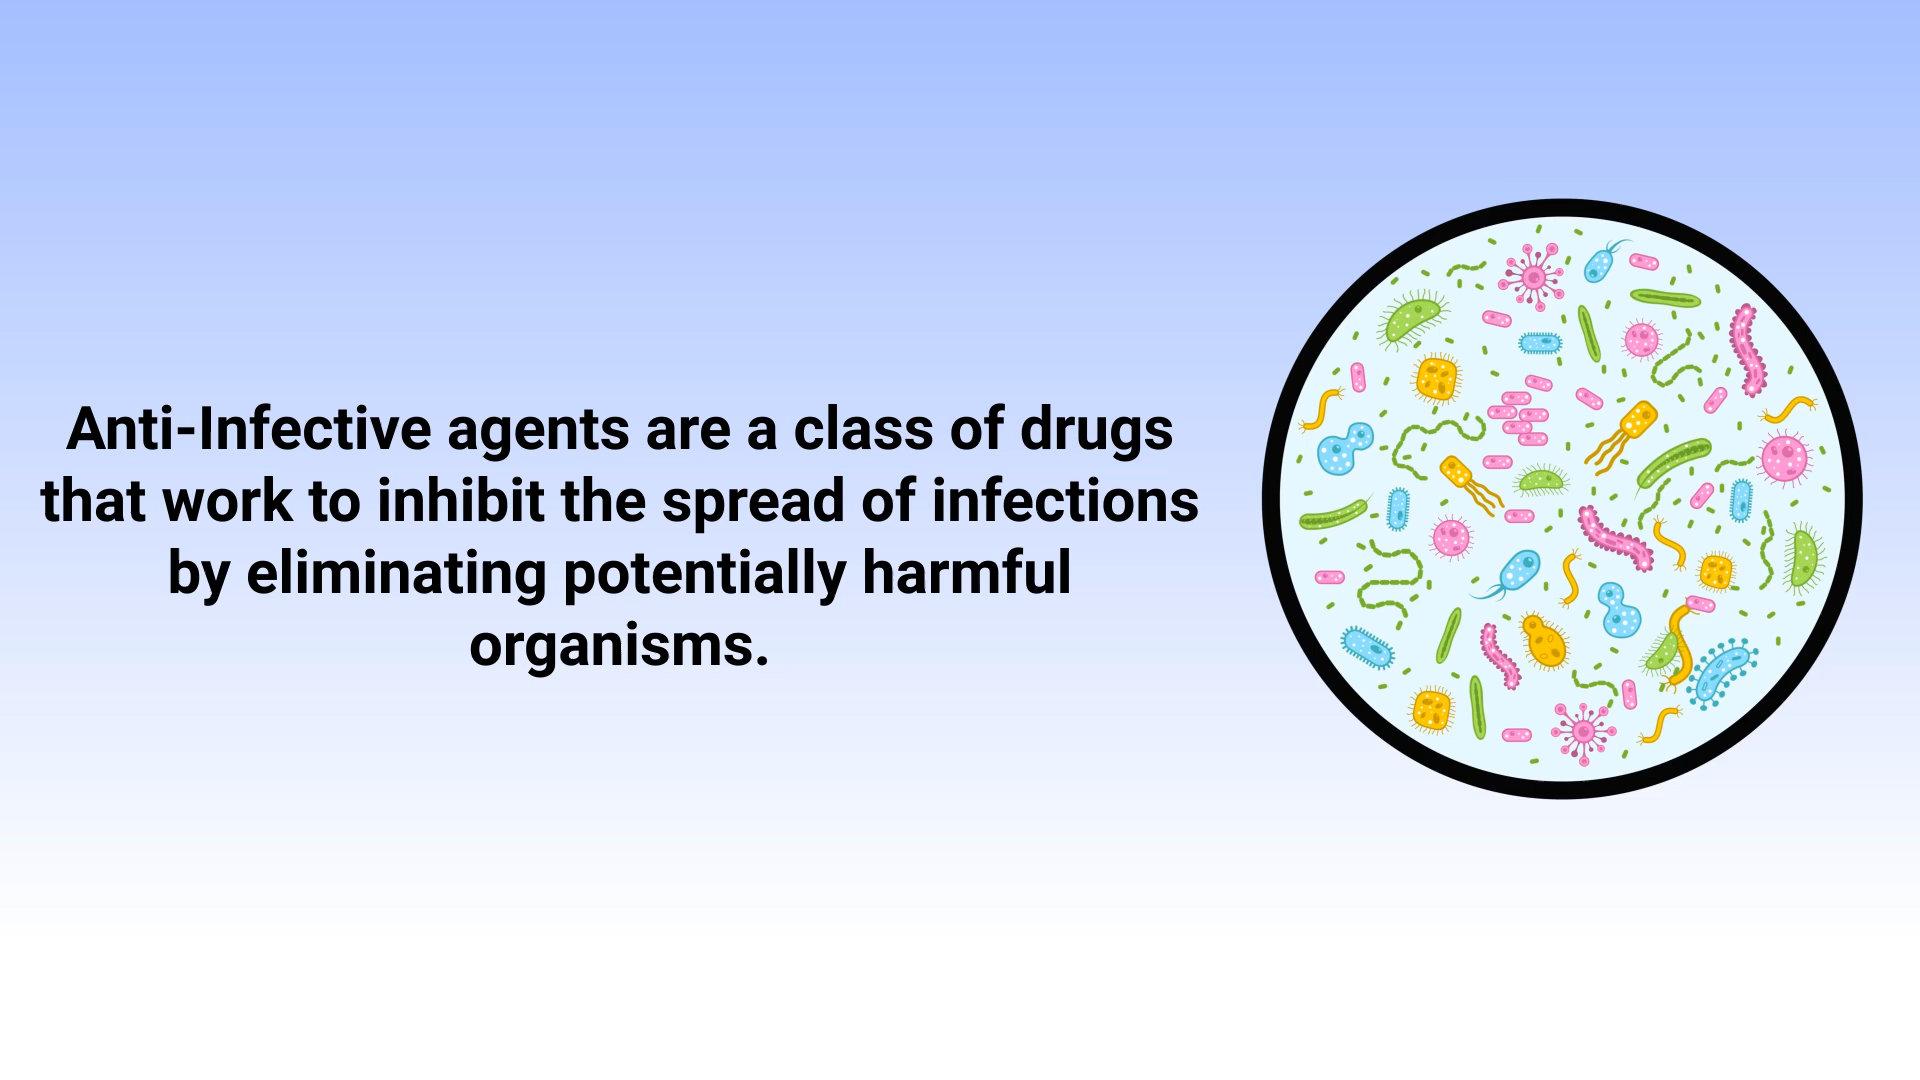 Anti-Infective agents are a class of drugs
that work to inhibit the spread of infections
by eliminating potentially harmful
organisms.